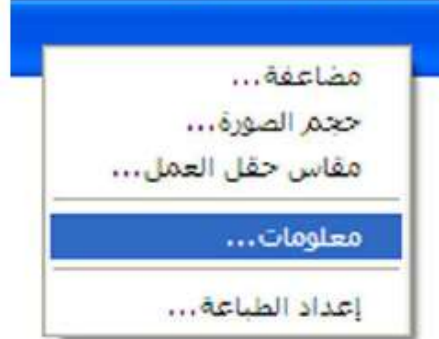 مضاعفة...
حجم الصورة...
مقاس حقل العمل...
معلومات...
إعداد الطباعة...